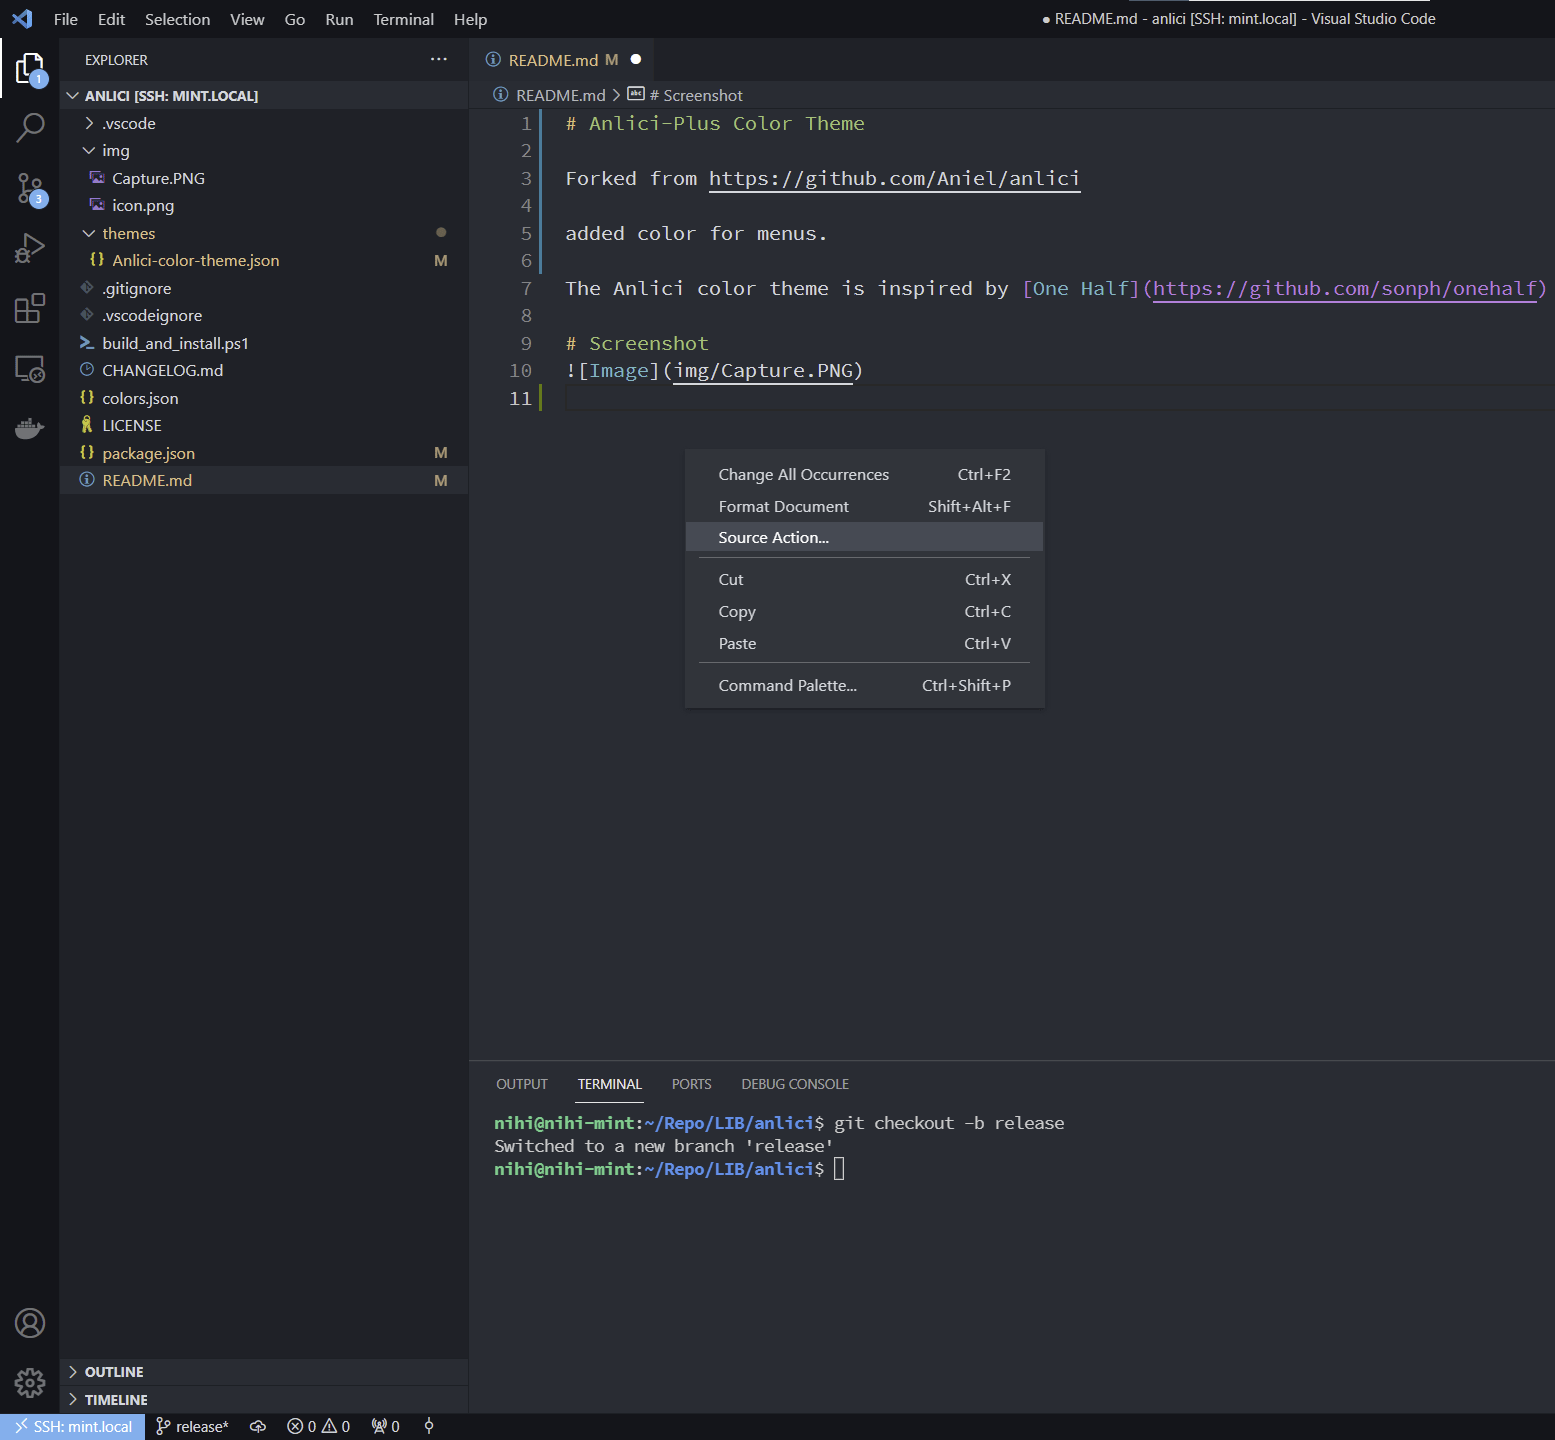 File Edit Selection View Go Run Terminal Help ● README.md - anlici [SSH: mint.local] - Visual Studio Code
1
3
EXPLORER ···
ANLICI [SSH: MINT.LOCAL]
.vscode
img
Capture.PNG
icon.png
themes
{} Anlici-color-theme.json M
.gitignore
.vscodeignore
build_and_install.ps1
CHANGELOG.md
{} colors.json
LICENSE
{} package.json M
README.md M
OUTLINE
TIMELINE
README.md M ●
README.md > abc # Screenshot
1 # Anlici-Plus Color Theme
2
3 Forked from https://github.com/Aniel/anlici
4
5 added color for menus.
6
7 The Anlici color theme is inspired by [One Half](https://github.com/sonph/onehalf)
8
9 # Screenshot
10 ![Image](img/Capture.PNG)
11
Change All Occurrences Ctrl+F2
Format Document Shift+Alt+F
Source Action...
Cut Ctrl+X
Copy Ctrl+C
Paste Ctrl+V
Command Palette... Ctrl+Shift+P
OUTPUT TERMINAL PORTS DEBUG CONSOLE
nihi@nihi-mint:~/Repo/LIB/anlici$ git checkout -b release
Switched to a new branch 'release'
nihi@nihi-mint:~/Repo/LIB/anlici$
SSH: mint.local release* 0 0 0